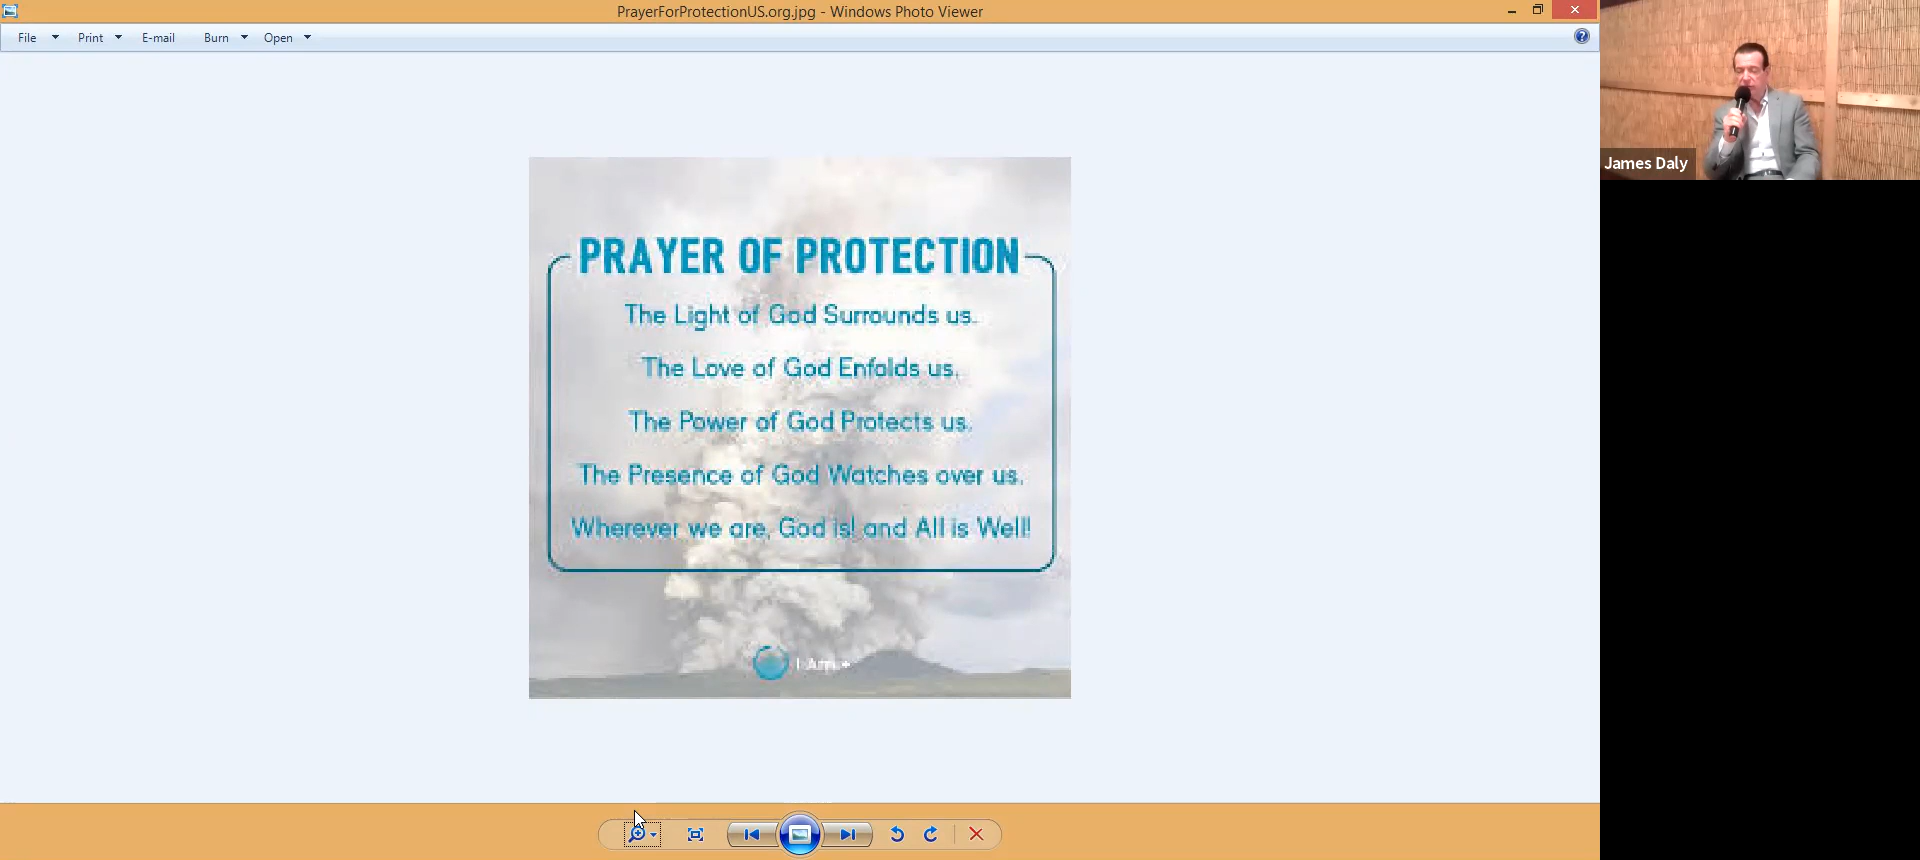 PrayerForProtectionUS.org.jpg - Windows Photo Viewer
File Print E-mail Burn Open
James Daly
PRAYER OF PROTECTION
The Light of God Surrounds us.
The Love of God Enfolds us.
The Power of God Protects us.
The Presence of God Watches over us.
Wherever we are, God is! and All is Well!
I Am +